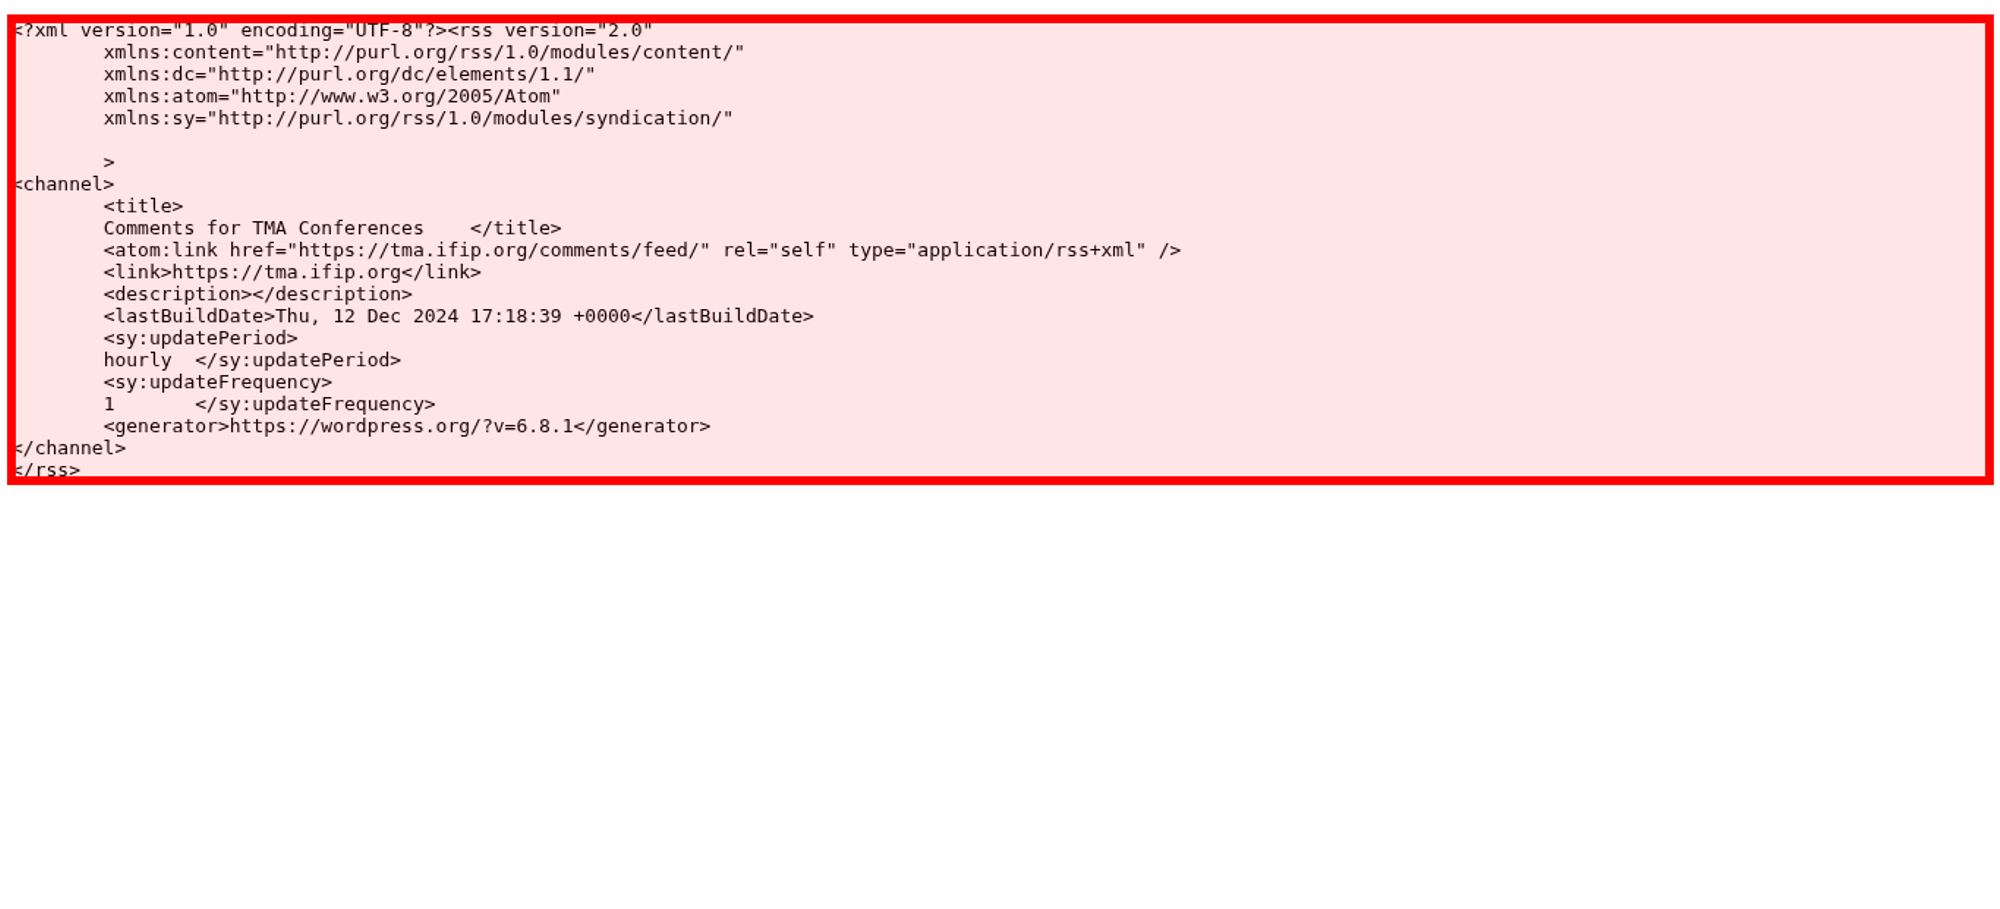 <?xml version="1.0" encoding="UTF-8"?><rss version="2.0"
	xmlns:content="http://purl.org/rss/1.0/modules/content/"
	xmlns:dc="http://purl.org/dc/elements/1.1/"
	xmlns:atom="http://www.w3.org/2005/Atom"
	xmlns:sy="http://purl.org/rss/1.0/modules/syndication/"

	>
<channel>
	<title>
	Comments for TMA Conferences	</title>
	<atom:link href="https://tma.ifip.org/comments/feed/" rel="self" type="application/rss+xml" />
	<link>https://tma.ifip.org</link>
	<description></description>
	<lastBuildDate>Thu, 12 Dec 2024 17:18:39 +0000</lastBuildDate>
	<sy:updatePeriod>
	hourly	</sy:updatePeriod>
	<sy:updateFrequency>
	1	</sy:updateFrequency>
	<generator>https://wordpress.org/?v=6.8.1</generator>
</channel>
</rss>